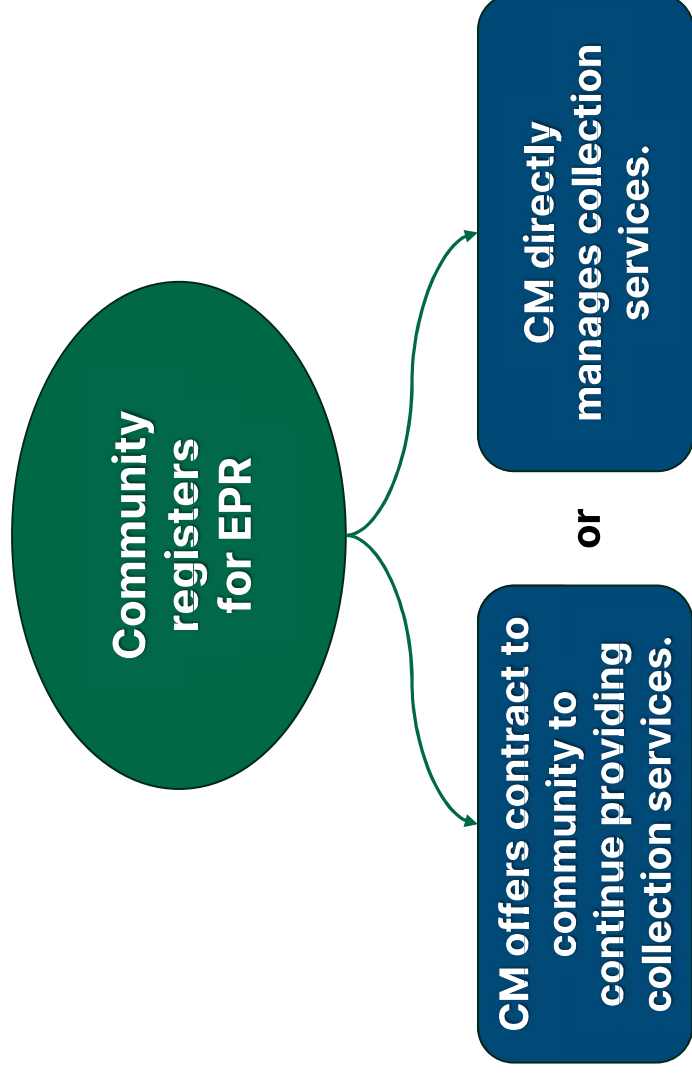 Community
registers
for EPR
CM offers contract to
community to
continue providing
collection services.
or
CM directly
manages collection
services.